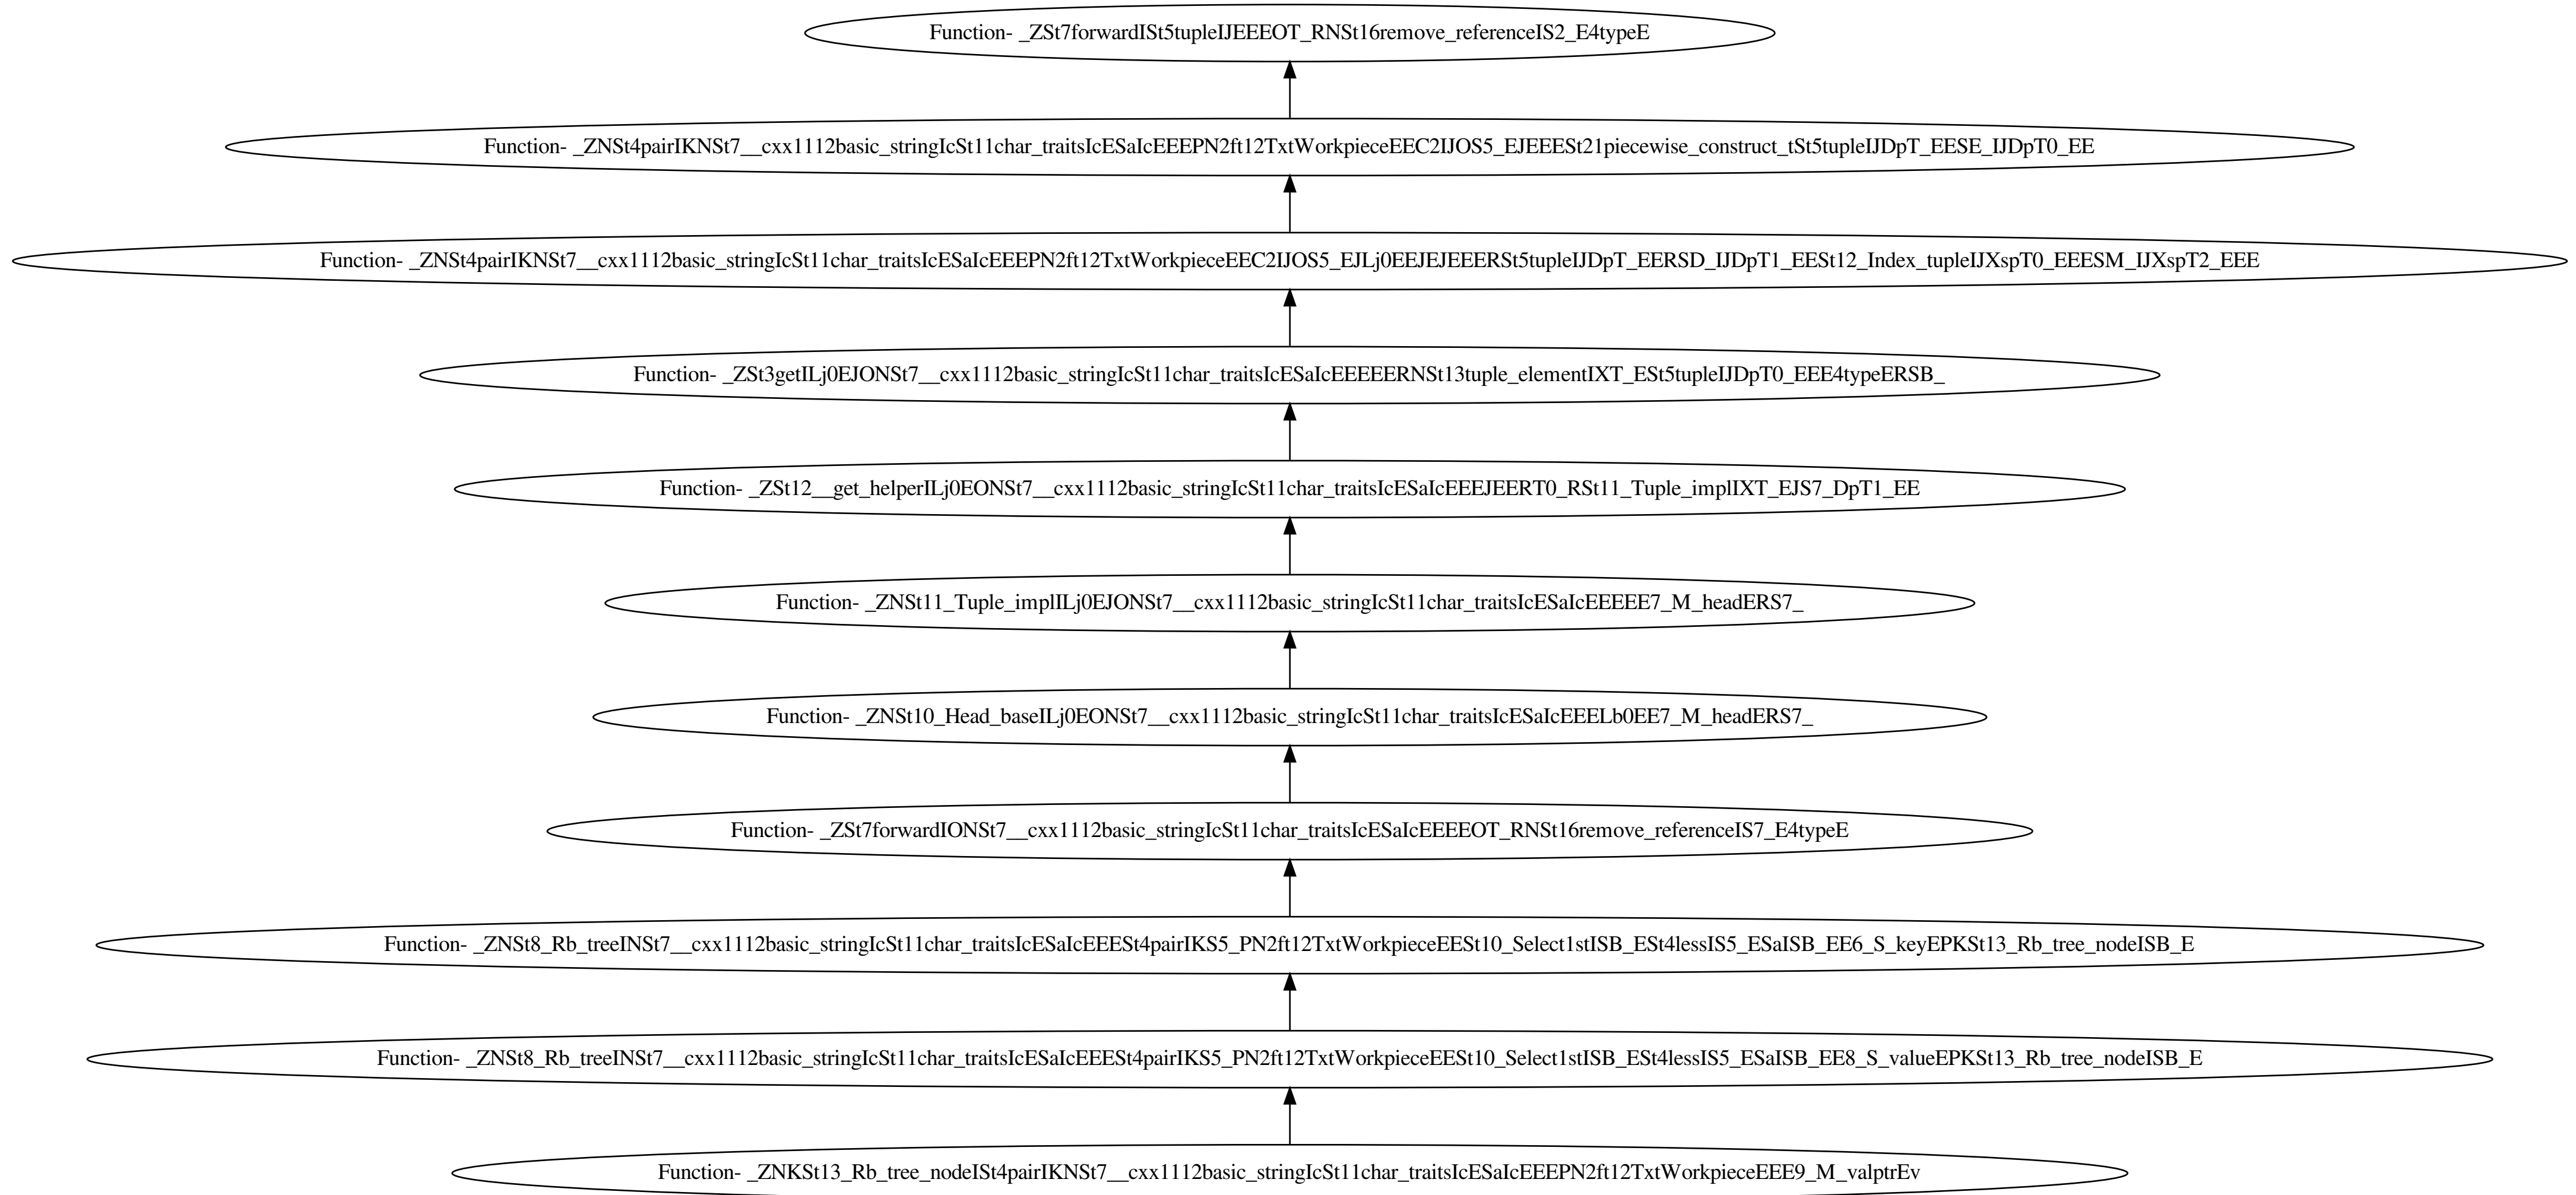 Function- _ZSt7forwardISt5tupleIJEEEOT_RNSt16remove_referenceIS2_E4typeE
Function- _ZNSt4pairIKNSt7__cxx1112basic_stringIcSt11char_traitsIcESaIcEEEPN2ft12TxtWorkpieceEEC2IJOS5_EJEEESt21piecewise_construct_tSt5tupleIJDpT_EESE_IJDpT0_EE
Function- _ZNSt4pairIKNSt7__cxx1112basic_stringIcSt11char_traitsIcESaIcEEEPN2ft12TxtWorkpieceEEC2IJOS5_EJLj0EEJEJEEERSt5tupleIJDpT_EERSD_IJDpT1_EESt12_Index_tupleIJXspT0_EEESM_IJXspT2_EEE
Function- _ZSt3getILj0EJONSt7__cxx1112basic_stringIcSt11char_traitsIcESaIcEEEEERNSt13tuple_elementIXT_ESt5tupleIJDpT0_EEE4typeERSB_
Function- _ZSt12__get_helperILj0EONSt7__cxx1112basic_stringIcSt11char_traitsIcESaIcEEEJEERT0_RSt11_Tuple_implIXT_EJS7_DpT1_EE
Function- _ZNSt11_Tuple_implILj0EJONSt7__cxx1112basic_stringIcSt11char_traitsIcESaIcEEEEE7_M_headERS7_
Function- _ZNSt10_Head_baseILj0EONSt7__cxx1112basic_stringIcSt11char_traitsIcESaIcEEELb0EE7_M_headERS7_
Function- _ZSt7forwardIONSt7__cxx1112basic_stringIcSt11char_traitsIcESaIcEEEEOT_RNSt16remove_referenceIS7_E4typeE
Function- _ZNSt8_Rb_treeINSt7__cxx1112basic_stringIcSt11char_traitsIcESaIcEEESt4pairIKS5_PN2ft12TxtWorkpieceEESt10_Select1stISB_ESt4lessIS5_ESaISB_EE6_S_keyEPKSt13_Rb_tree_nodeISB_E
Function- _ZNSt8_Rb_treeINSt7__cxx1112basic_stringIcSt11char_traitsIcESaIcEEESt4pairIKS5_PN2ft12TxtWorkpieceEESt10_Select1stISB_ESt4lessIS5_ESaISB_EE8_S_valueEPKSt13_Rb_tree_nodeISB_E
Function- _ZNKSt13_Rb_tree_nodeISt4pairIKNSt7__cxx1112basic_stringIcSt11char_traitsIcESaIcEEEPN2ft12TxtWorkpieceEEE9_M_valptrEv